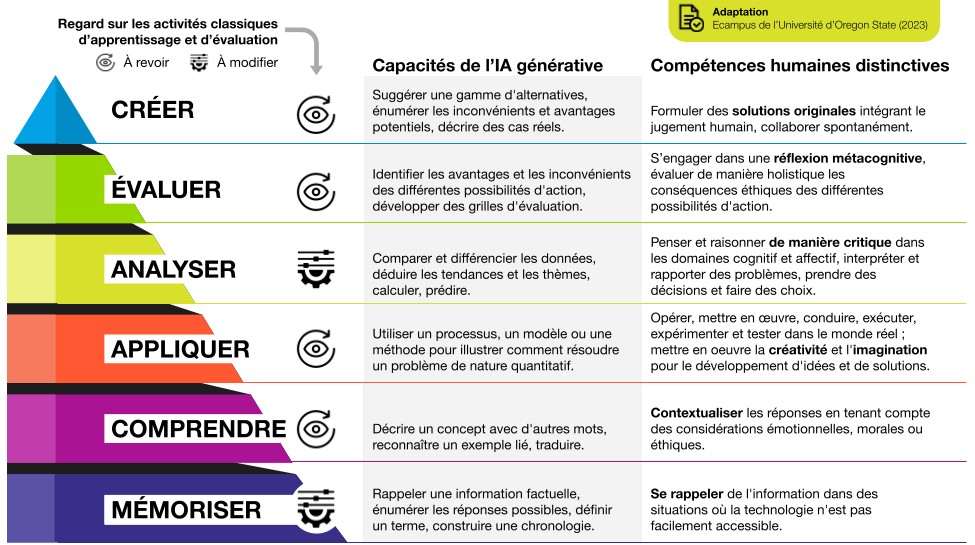 Regard sur les activités classiques
d'apprentissage et d'évaluation
À revoir
À modifier
Adaptation
Ecampus de l'Université d'Oregon State (2023)
Capacités de l'IA générative
Compétences humaines distinctives
CRÉER
Suggérer une gamme d'alternatives,
énumérer les inconvénients et avantages
potentiels, décrire des cas réels.
Formuler des solutions originales intégrant le
jugement humain, collaborer spontanément.
ÉVALUER
Identifier les avantages et les inconvénients
des différentes possibilités d'action,
développer des grilles d'évaluation.
S'engager dans une réflexion métacognitive,
évaluer de manière holistique les
conséquences éthiques des différentes
possibilités d'action.
ANALYSER
Comparer et différencier les données,
déduire les tendances et les thèmes,
calculer, prédire.
Penser et raisonner de manière critique dans
les domaines cognitif et affectif, interpréter et
rapporter des problèmes, prendre des
décisions et faire des choix.
APPLIQUER
Utiliser un processus, un modèle ou une
méthode pour illustrer comment résoudre
un problème de nature quantitatif.
Opérer, mettre en œuvre, conduire, exécuter,
expérimenter et tester dans le monde réel ;
mettre en oeuvre la créativité et l'imagination
pour le développement d'idées et de solutions.
COMPRENDRE
Décrire un concept avec d'autres mots,
reconnaître un exemple lié, traduire.
Contextualiser les réponses en tenant compte
des considérations émotionnelles, morales ou
éthiques.
MÉMORISER
Rappeler une information factuelle,
énumérer les réponses possibles, définir
un terme, construire une chronologie.
Se rappeler de l'information dans des
situations où la technologie n'est pas
facilement accessible.